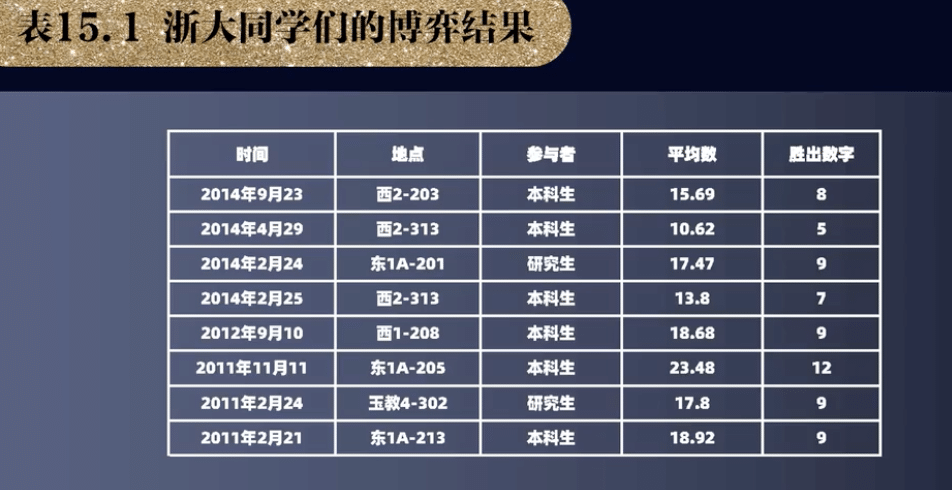 表15.1 浙大同学们的博弈结果
时间 地点 参与者 平均数 胜出数字
2014年9月23 西2-203 本科生 15.69 8
2014年4月29 西2-313 本科生 10.62 5
2014年2月24 东1A-201 研究生 17.47 9
2014年2月25 西2-313 本科生 13.8 7
2012年9月10 西1-208 本科生 18.68 9
2011年11月11 东1A-205 本科生 23.48 12
2011年2月24 玉教4-302 研究生 17.8 9
2011年2月21 东1A-213 本科生 18.92 9